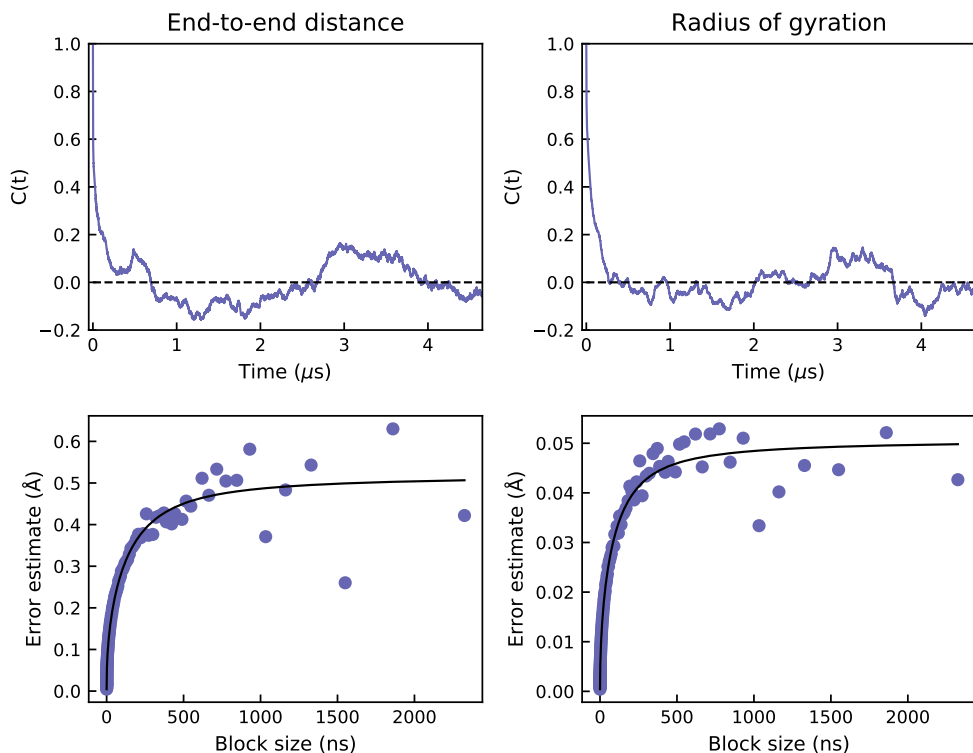 End-to-end distance
C(t)
1.0
0.8
0.6
0.4
0.2
0.0
−0.2
0 1 2 3 4
Time (μs)
Radius of gyration
C(t)
1.0
0.8
0.6
0.4
0.2
0.0
−0.2
0 1 2 3 4
Time (μs)
Error estimate (Å)
0.6
0.5
0.4
0.3
0.2
0.1
0.0
0 500 1000 1500 2000
Block size (ns)
Error estimate (Å)
0.05
0.04
0.03
0.02
0.01
0.00
0 500 1000 1500 2000
Block size (ns)